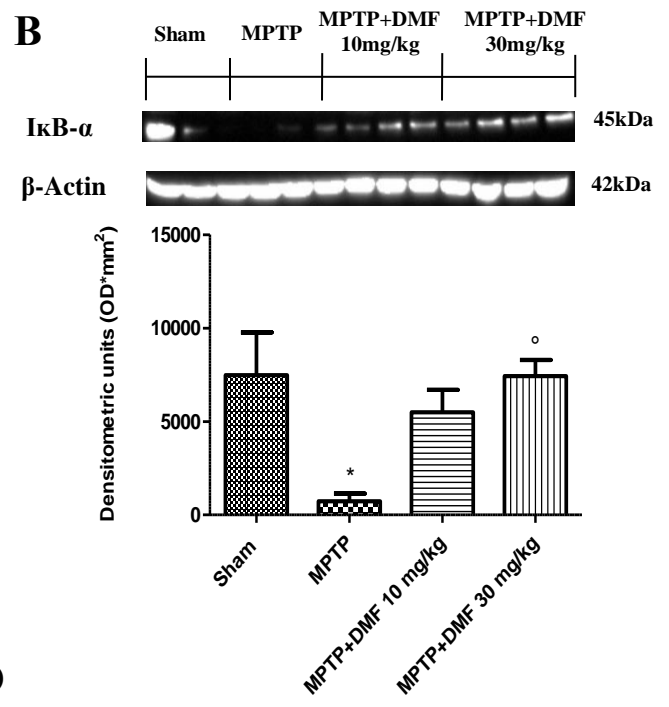 B
Sham MPTP MPTP+DMF 10mg/kg MPTP+DMF 30mg/kg
IκB-α 45kDa
β-Actin 42kDa
Densitometric units (OD*mm²)
15000
10000
5000
0
*
°
Sham
MPTP
MPTP+DMF 10 mg/kg
MPTP+DMF 30 mg/kg